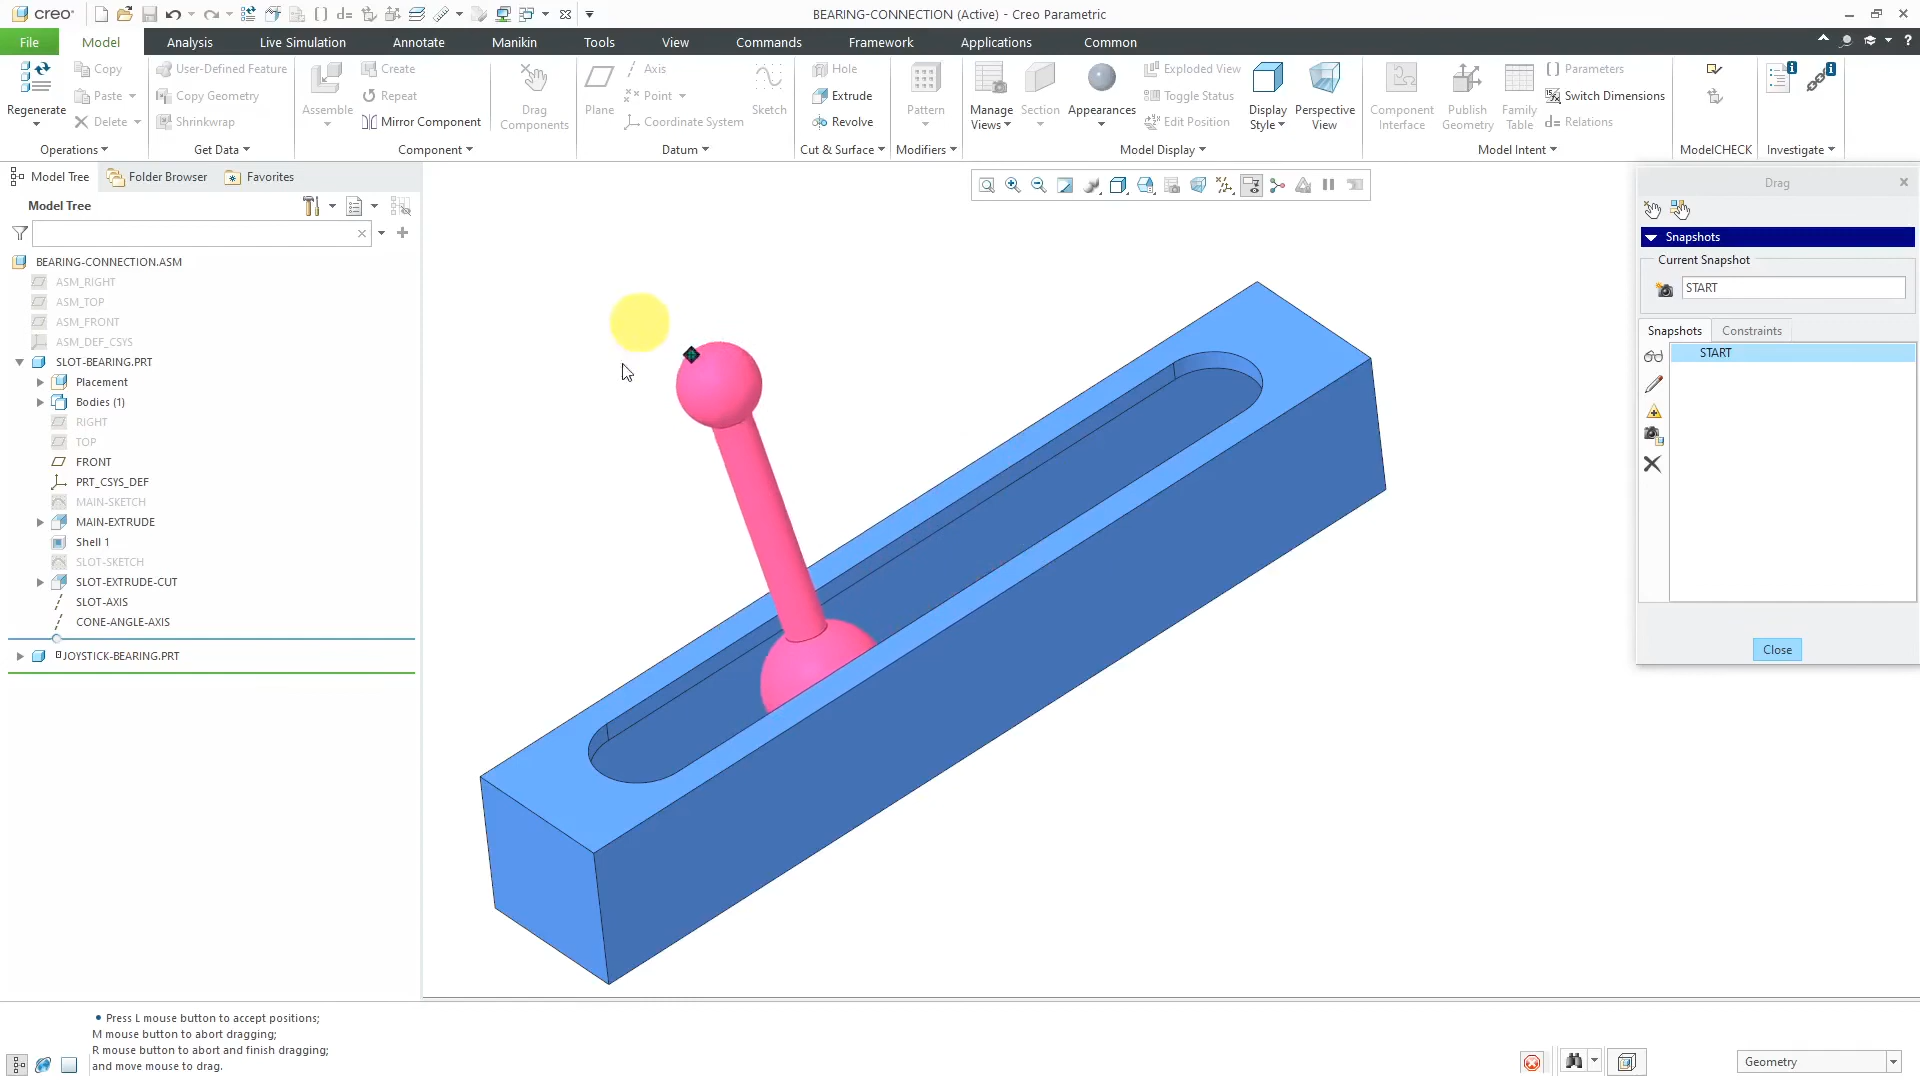 creo
BEARING-CONNECTION (Active) - Creo Parametric
File Model Analysis Live Simulation Annotate Manikin Tools View Commands Framework Applications Common
Regenerate
Copy
Paste
Delete
Operations
User-Defined Feature
Copy Geometry
Shrinkwrap
Get Data
Assemble
Create
Repeat
Mirror Component
Drag Components
Component
Plane
Axis
Point
Coordinate System
Sketch
Datum
Hole
Extrude
Revolve
Cut & Surface
Pattern
Modifiers
Manage Views
Section
Appearances
Exploded View
Toggle Status
Edit Position
Display Style
Perspective View
Model Display
Component Interface
Publish Geometry
Family Table
Parameters
Switch Dimensions
Relations
Model Intent
ModelCHECK
Investigate
Model Tree Folder Browser Favorites
Model Tree
BEARING-CONNECTION.ASM
ASM_RIGHT
ASM_TOP
ASM_FRONT
ASM_DEF_CSYS
SLOT-BEARING.PRT
Placement
Bodies (1)
RIGHT
TOP
FRONT
PRT_CSYS_DEF
MAIN-SKETCH
MAIN-EXTRUDE
Shell 1
SLOT-SKETCH
SLOT-EXTRUDE-CUT
SLOT-AXIS
CONE-ANGLE-AXIS
JOYSTICK-BEARING.PRT
Drag
Snapshots
Current Snapshot
START
Snapshots Constraints
START
Close
• Press L mouse button to accept positions;
M mouse button to abort dragging;
R mouse button to abort and finish dragging;
and move mouse to drag.
Geometry